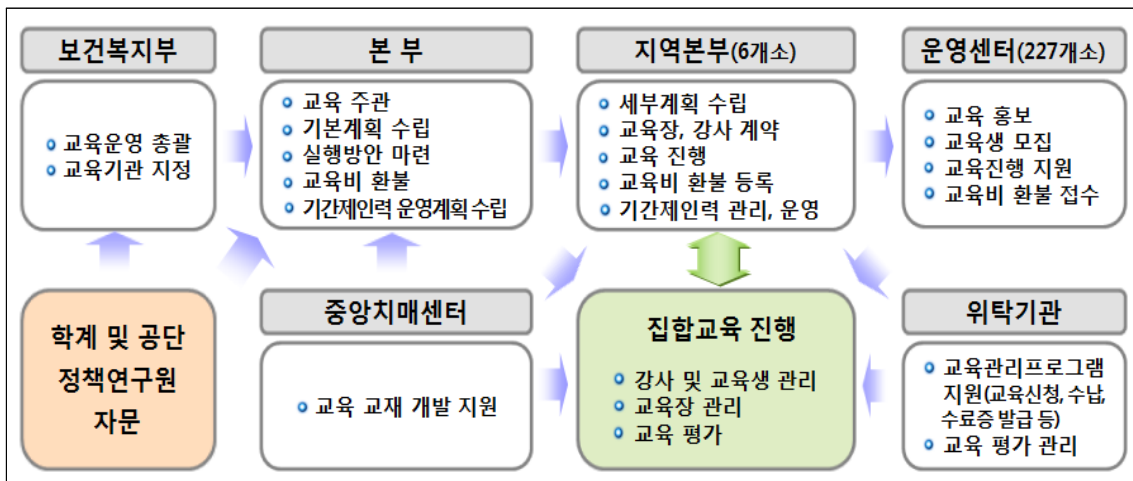 보건복지부
교육운영 총괄
교육기관 지정
본 부
교육 주관
기본계획 수립
실행방안 마련
교육비 환불
기간제인력 운영계획 수립
지역본부(6개소)
세부계획 수립
교육장, 강사 계약
교육 진행
교육비 환불 등록
기간제인력 관리, 운영
운영센터(227개소)
교육 홍보
교육생 모집
교육진행 지원
교육비 환불 접수
학계 및 공단
정책연구원
자문
중앙치매센터
교육 교재 개발 지원
집합교육 진행
강사 및 교육생 관리
교육장 관리
교육 평가
위탁기관
교육관리프로그램
지원(교육신청, 수납,
수료증 발급 등)
교육 평가 관리